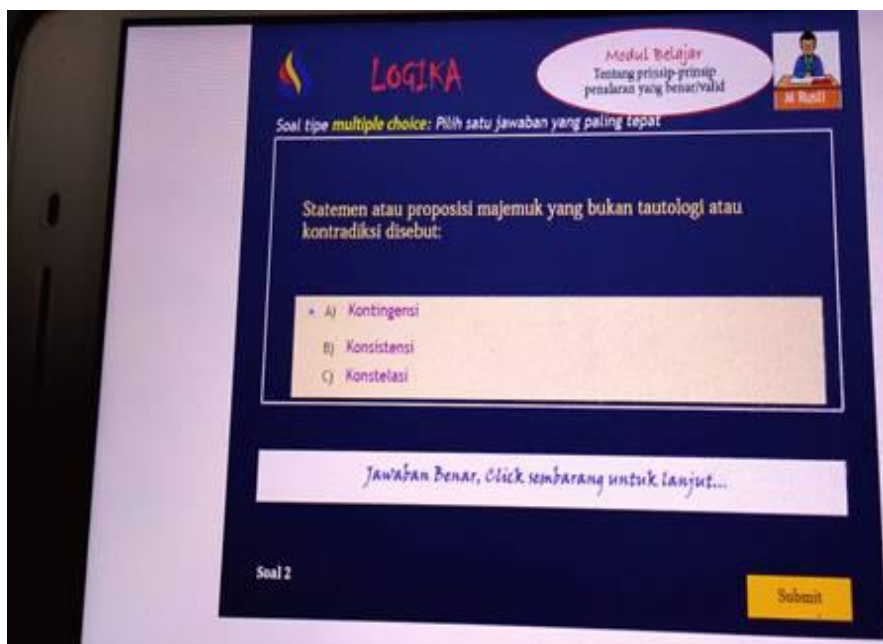 LOGIKA
Modul Belajar
Tentang prinsip-prinsip
penalaran yang benar/valid
M Rusli
Soal tipe multiple choice: Pilih satu jawaban yang paling tepat
Statemen atau proposisi majemuk yang bukan tautologi atau
kontradiksi disebut:
A) Kontingensi
B) Konsistensi
C) Konstelasi
Jawaban Benar, Click sembarang untuk lanjut...
Soal 2
Submit